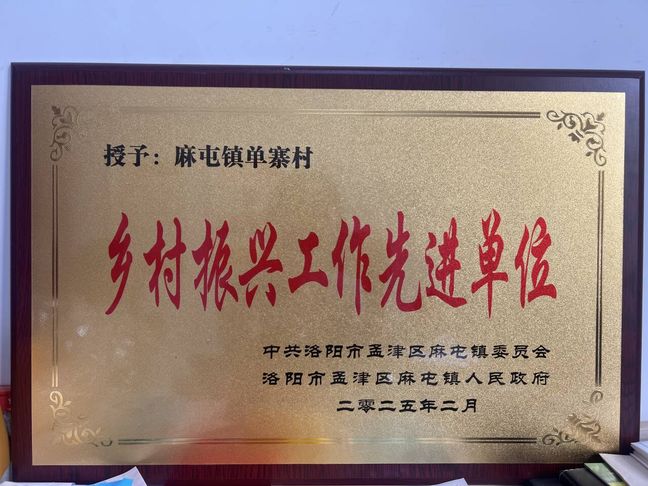 授予：麻屯镇单寨村
乡村振兴工作先进单位
中共洛阳市孟津区麻屯镇委员会
洛阳市孟津区麻屯镇人民政府
二零二五年二月